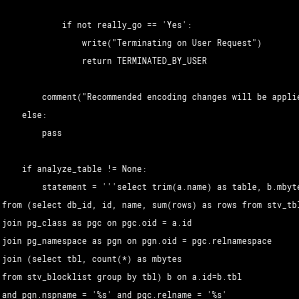 if not really_go == 'Yes':
write("Terminating on User Request")
return TERMINATED_BY_USER
comment("Recommended encoding changes will be applie
else:
pass
if analyze_table != None:
statement = '''select trim(a.name) as table, b.mbyte
from (select db_id, id, name, sum(rows) as rows from stv_tbl
join pg_class as pgc on pgc.oid = a.id
join pg_namespace as pgn on pgn.oid = pgc.relnamespace
join (select tbl, count(*) as mbytes
from stv_blocklist group by tbl) b on a.id=b.tbl
and pgn.nspname = '%s' and pgc.relname = '%s'